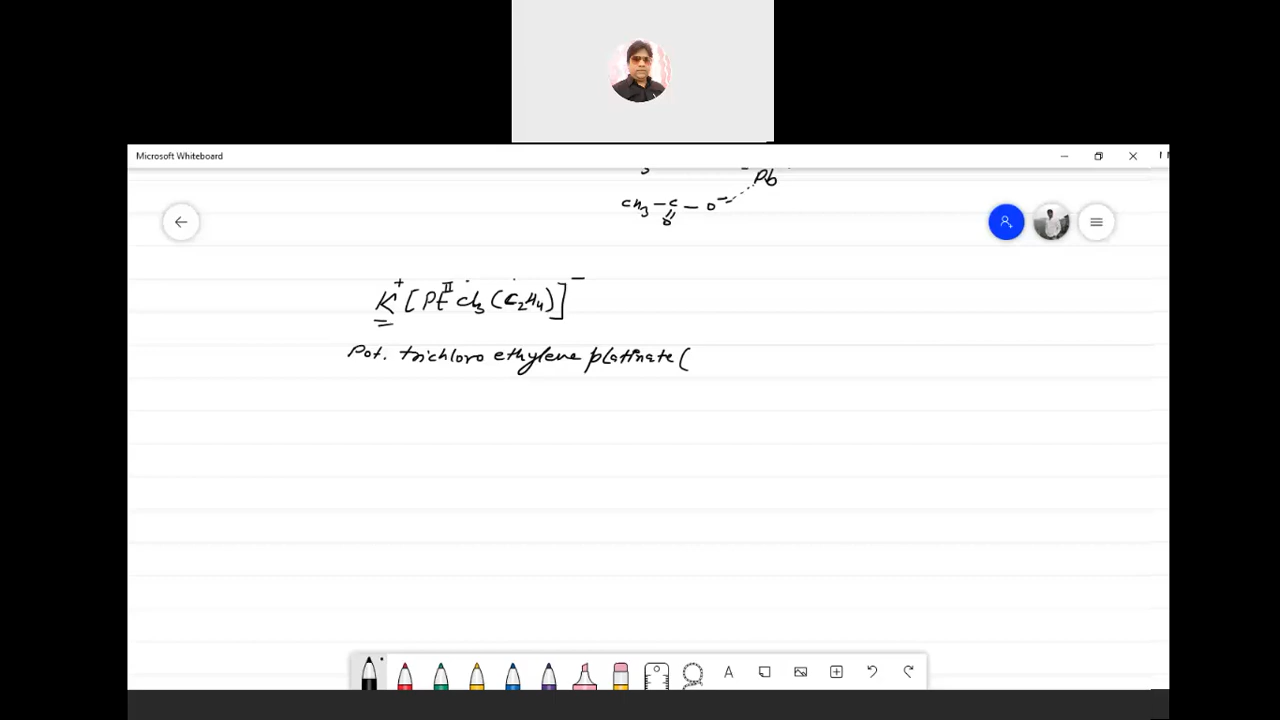 Microsoft Whiteboard
Pb
CH3 - C - O-
O
K+ [PtII Cl3 (C2H4)]-
Pot. trichloro ethylene platinate (
A